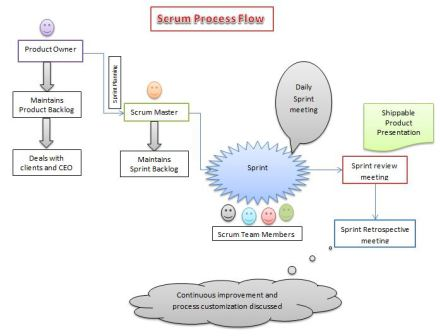 Scrum Process Flow
Product Owner
Sprint Planning
Maintains
Product Backlog
Deals with
clients and CEO
Scrum Master
Maintains
Sprint Backlog
Daily
Sprint
meeting
Sprint
Scrum Team Members
Shippable
Product
Presentation
Sprint review
meeting
Sprint Retrospective
meeting
Continuous improvement and
process customization discussed